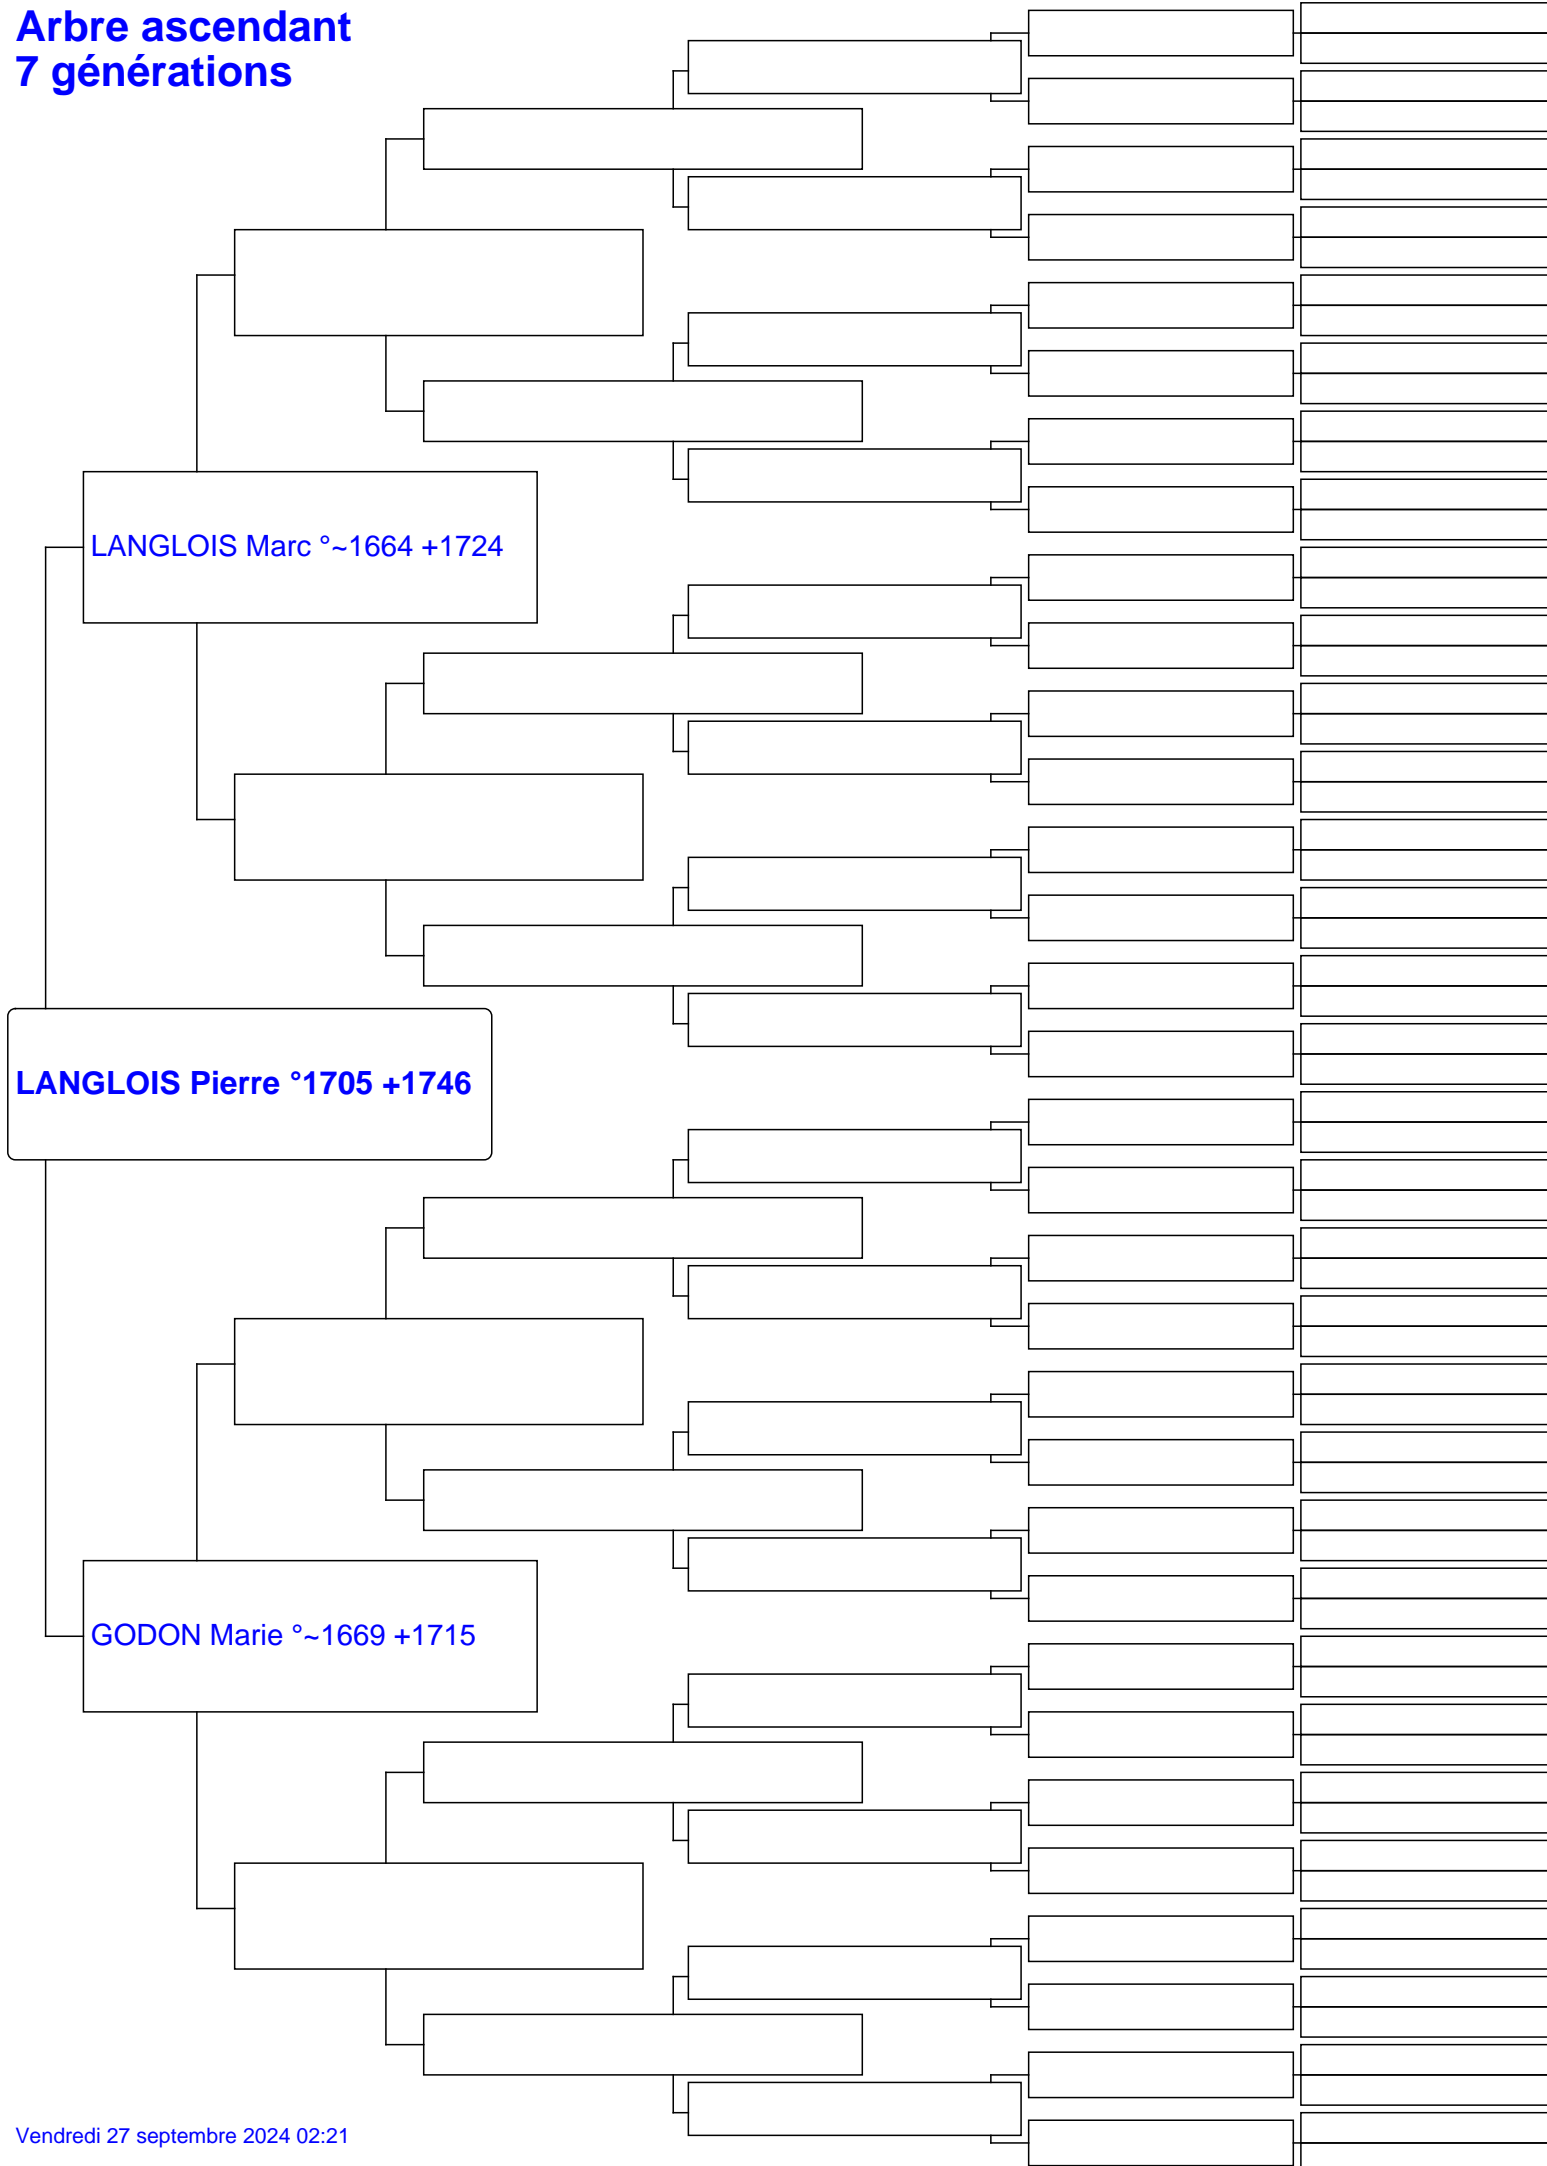 Arbre ascendant
7 générations
LANGLOIS Marc °~1664 +1724
LANGLOIS Pierre °1705 +1746
GODON Marie °~1669 +1715
Vendredi 27 septembre 2024 02:21